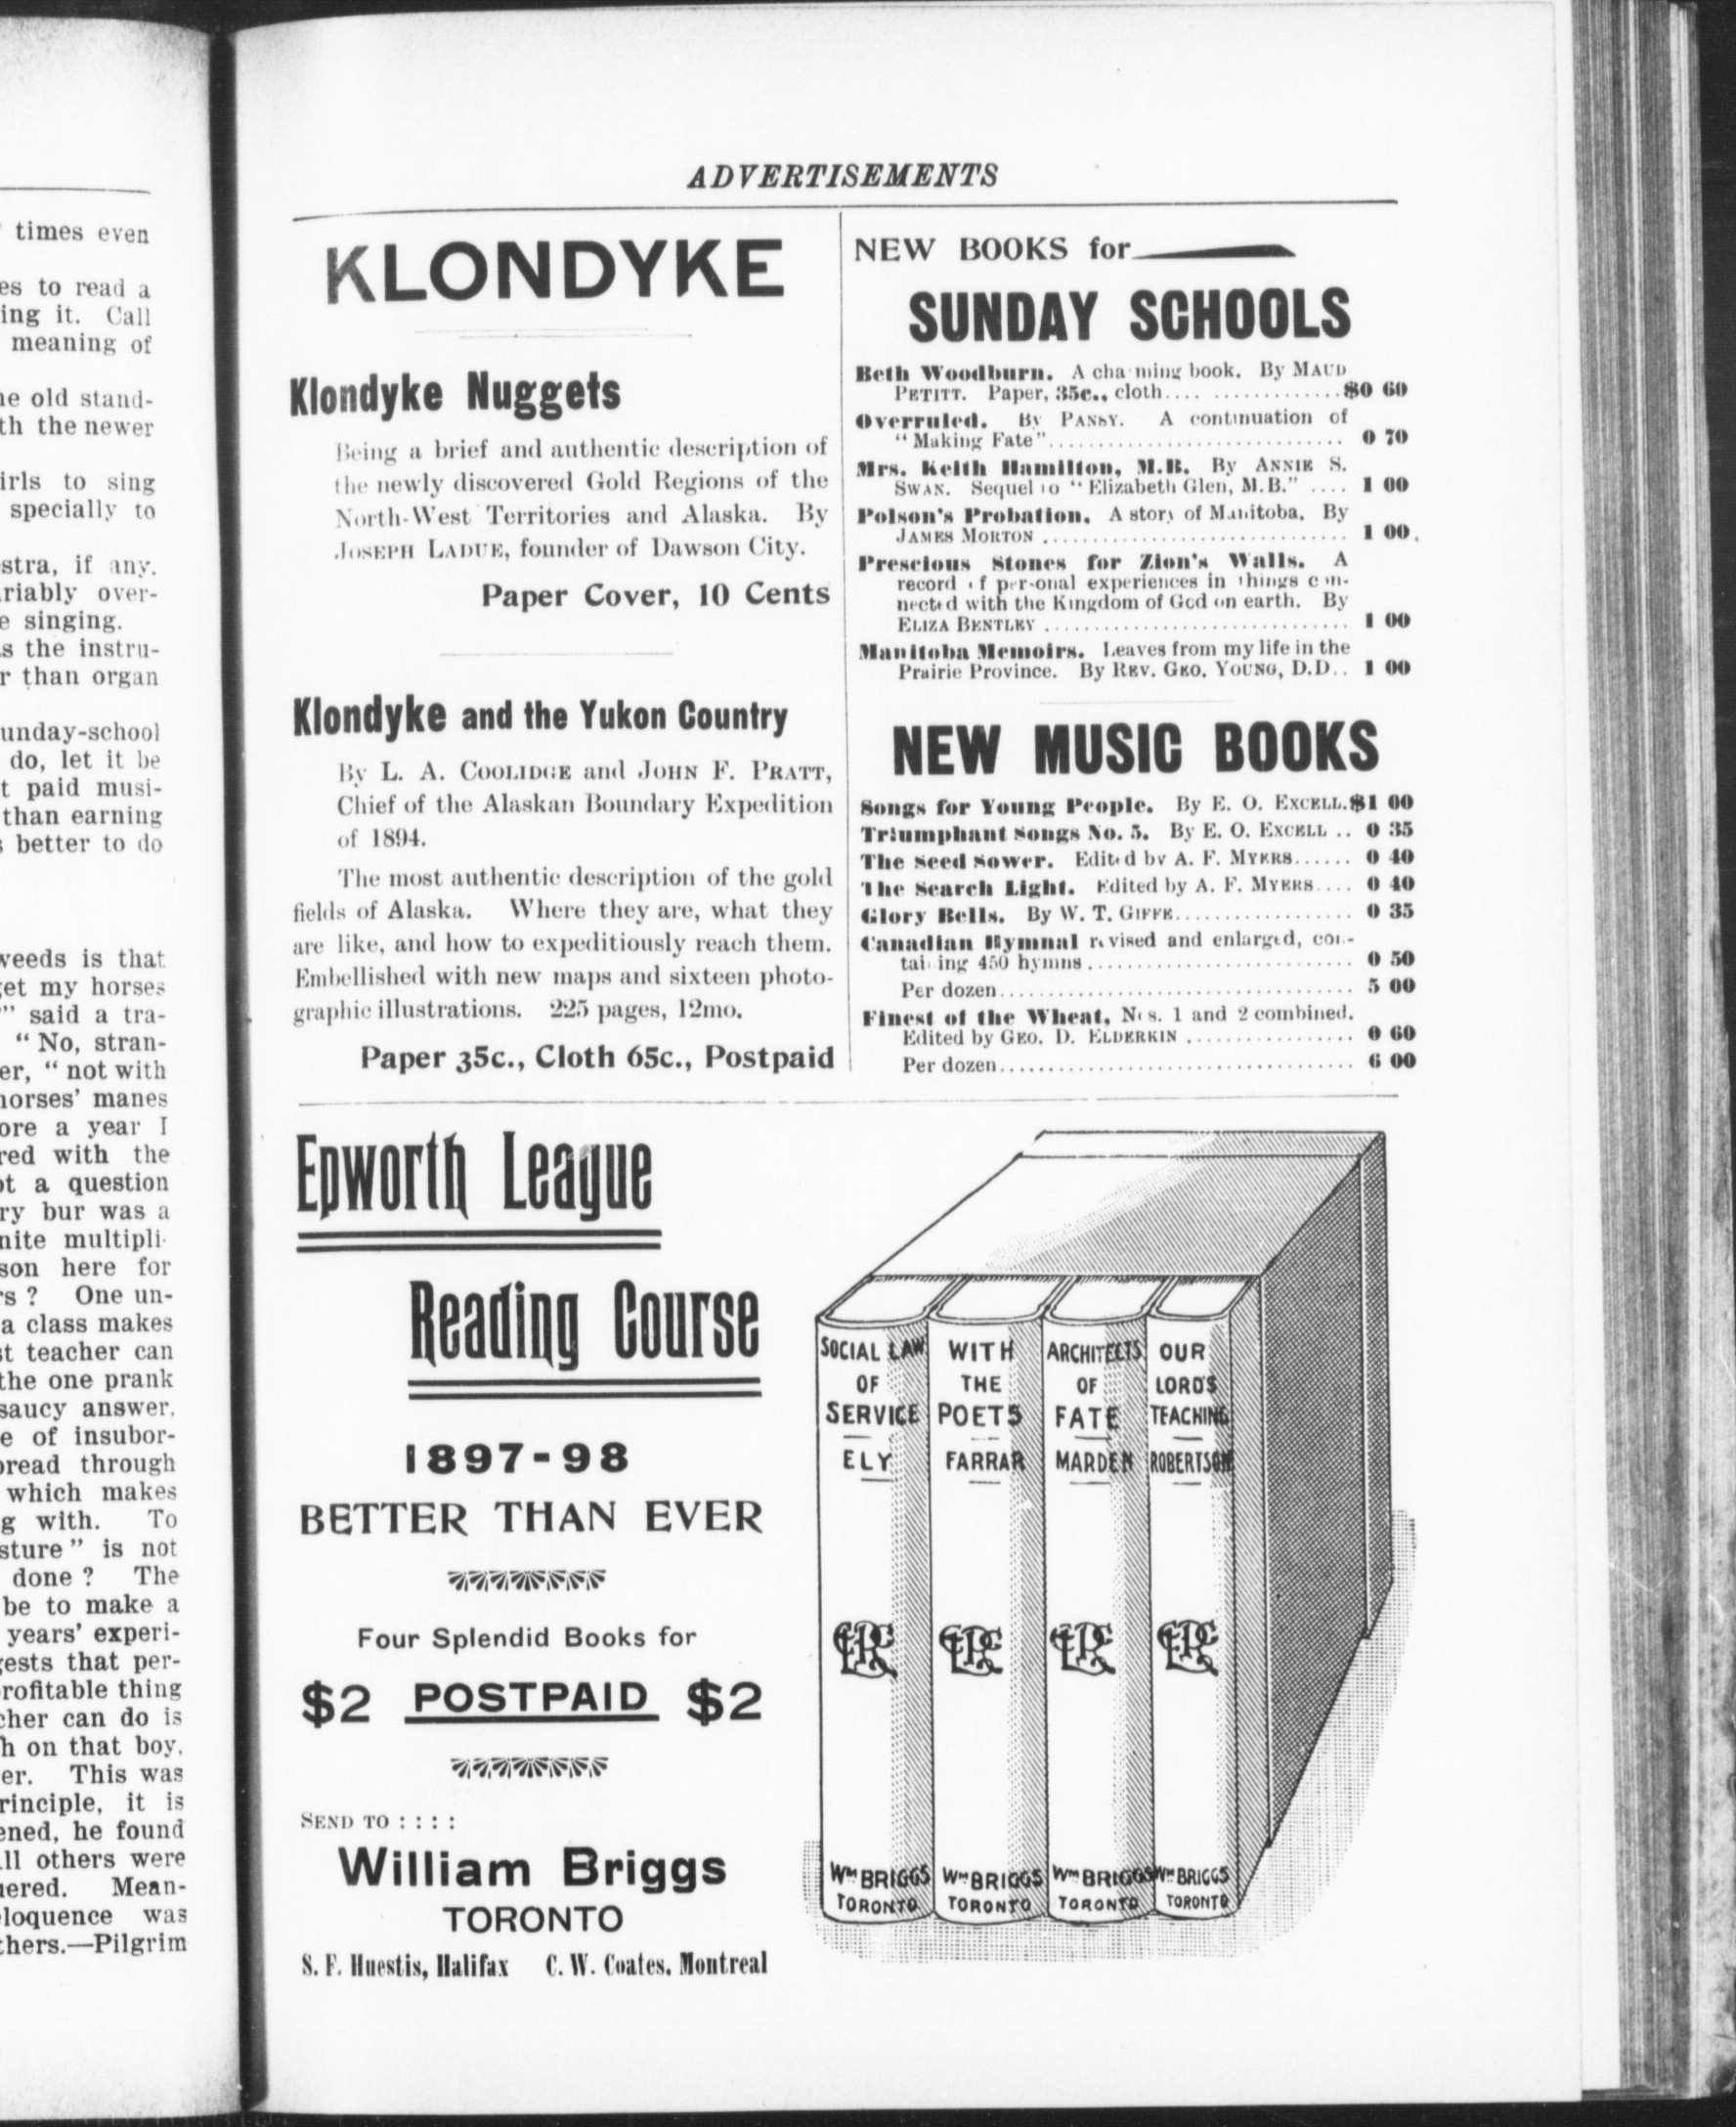 times even
es to read a
ing it. Call
meaning of
ne old stand-
th the newer
irls to sing
specially to
stra, if any.
riably over-
e singing.
s the instru-
r than organ
unday-school
do, let it be
t paid musi-
than earning
s better to do
weeds is that
get my horses
" said a tra-
" No, stran-
er, " not with
horses' manes
ore a year I
red with the
ot a question
ry bur was a
nite multipli-
son here for
rs ? One un-
a class makes
st teacher can
the one prank
saucy answer.
e of insubor-
pread through
which makes
g with. To
sture " is not
done ? The
be to make a
years' experi-
gests that per-
rofitable thing
cher can do is
h on that boy,
er. This was
rinciple, it is
ened, he found
ll others were
uered. Mean-
eloquence was
thers.—Pilgrim
ADVERTISEMENTS
KLONDYKE
Klondyke Nuggets
Being a brief and authentic description of
the newly discovered Gold Regions of the
North-West Territories and Alaska. By
JOSEPH LADUE, founder of Dawson City.
Paper Cover, 10 Cents
Klondyke and the Yukon Country
By L. A. COOLIDGE and JOHN F. PRATT,
Chief of the Alaskan Boundary Expedition
of 1894.
The most authentic description of the gold
fields of Alaska. Where they are, what they
are like, and how to expeditiously reach them.
Embellished with new maps and sixteen photo-
graphic illustrations. 225 pages, 12mo.
Paper 35c., Cloth 65c., Postpaid
NEW BOOKS for
SUNDAY SCHOOLS
Beth Woodburn. A cha ming book. By MAUD
PETITT. Paper, 35c., cloth.... ............. $0 60
Overruled. By PANSY. A continuation of
" Making Fate".............................. 0 70
Mrs. Keith Hamilton, M.B. By ANNIE S.
SWAN. Sequel to " Elizabeth Glen, M.B." .... 1 00
Polson's Probation. A story of Manitoba. By
JAMES MORTON ............................... 1 00.
Prescious Stones for Zion's Walls. A
record of per-onal experiences in things con-
nected with the Kingdom of God on earth. By
ELIZA BENTLEY .............................. 1 00
Manitoba Memoirs. Leaves from my life in the
Prairie Province. By REV. GEO. YOUNG, D.D.. 1 00
NEW MUSIC BOOKS
Songs for Young People. By E. O. EXCELL. $1 00
Triumphant Songs No. 5. By E. O. EXCELL .. 0 35
The Seed Sower. Edited by A. F. MYERS...... 0 40
The Search Light. Edited by A. F. MYERS.... 0 40
Glory Bells. By W. T. GIFFE................. 0 35
Canadian Hymnal revised and enlarged, con-
taining 450 hymns........................... 0 50
Per dozen................................... 5 00
Finest of the Wheat, Nos. 1 and 2 combined.
Edited by GEO. D. ELDERKIN ................. 0 60
Per dozen................................... 6 00
Epworth League
Reading Course
1897-98
BETTER THAN EVER
Four Splendid Books for
$2 POSTPAID $2
SEND TO : : : :
William Briggs
TORONTO
S. F. Huestis, Halifax C. W. Coates, Montreal
SOCIAL LAW
OF
SERVICE
ELY
WM BRIGGS
TORONTO
WITH
THE
POETS
FARRAR
WM BRIGGS
TORONTO
ARCHITECTS
OF
FATE
MARDEN
WM BRIGGS
TORONTO
OUR
LORD'S
TEACHING
ROBERTSON
WM BRIGGS
TORONTO